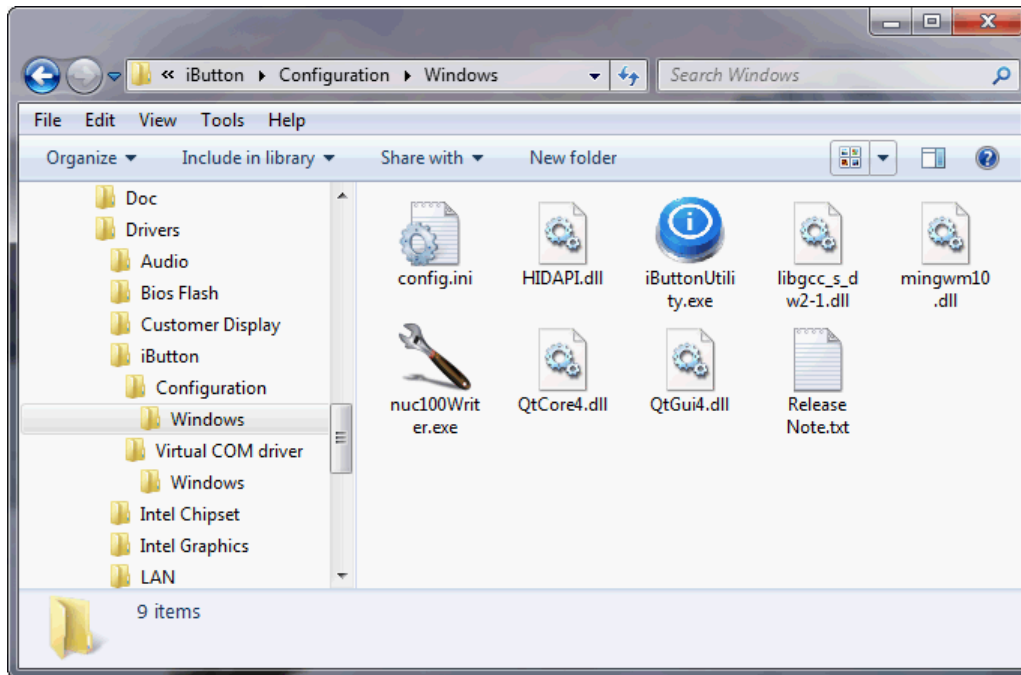 « iButton ▸ Configuration ▸ Windows
Search Windows
File Edit View Tools Help
Organize Include in library Share with New folder
Doc
Drivers
Audio
Bios Flash
Customer Display
iButton
Configuration
Windows
Virtual COM driver
Windows
Intel Chipset
Intel Graphics
LAN
config.ini
HIDAPI.dll
iButtonUtili
ty.exe
libgcc_s_d
w2-1.dll
mingwm10
.dll
nuc100Writ
er.exe
QtCore4.dll
QtGui4.dll
Release
Note.txt
9 items